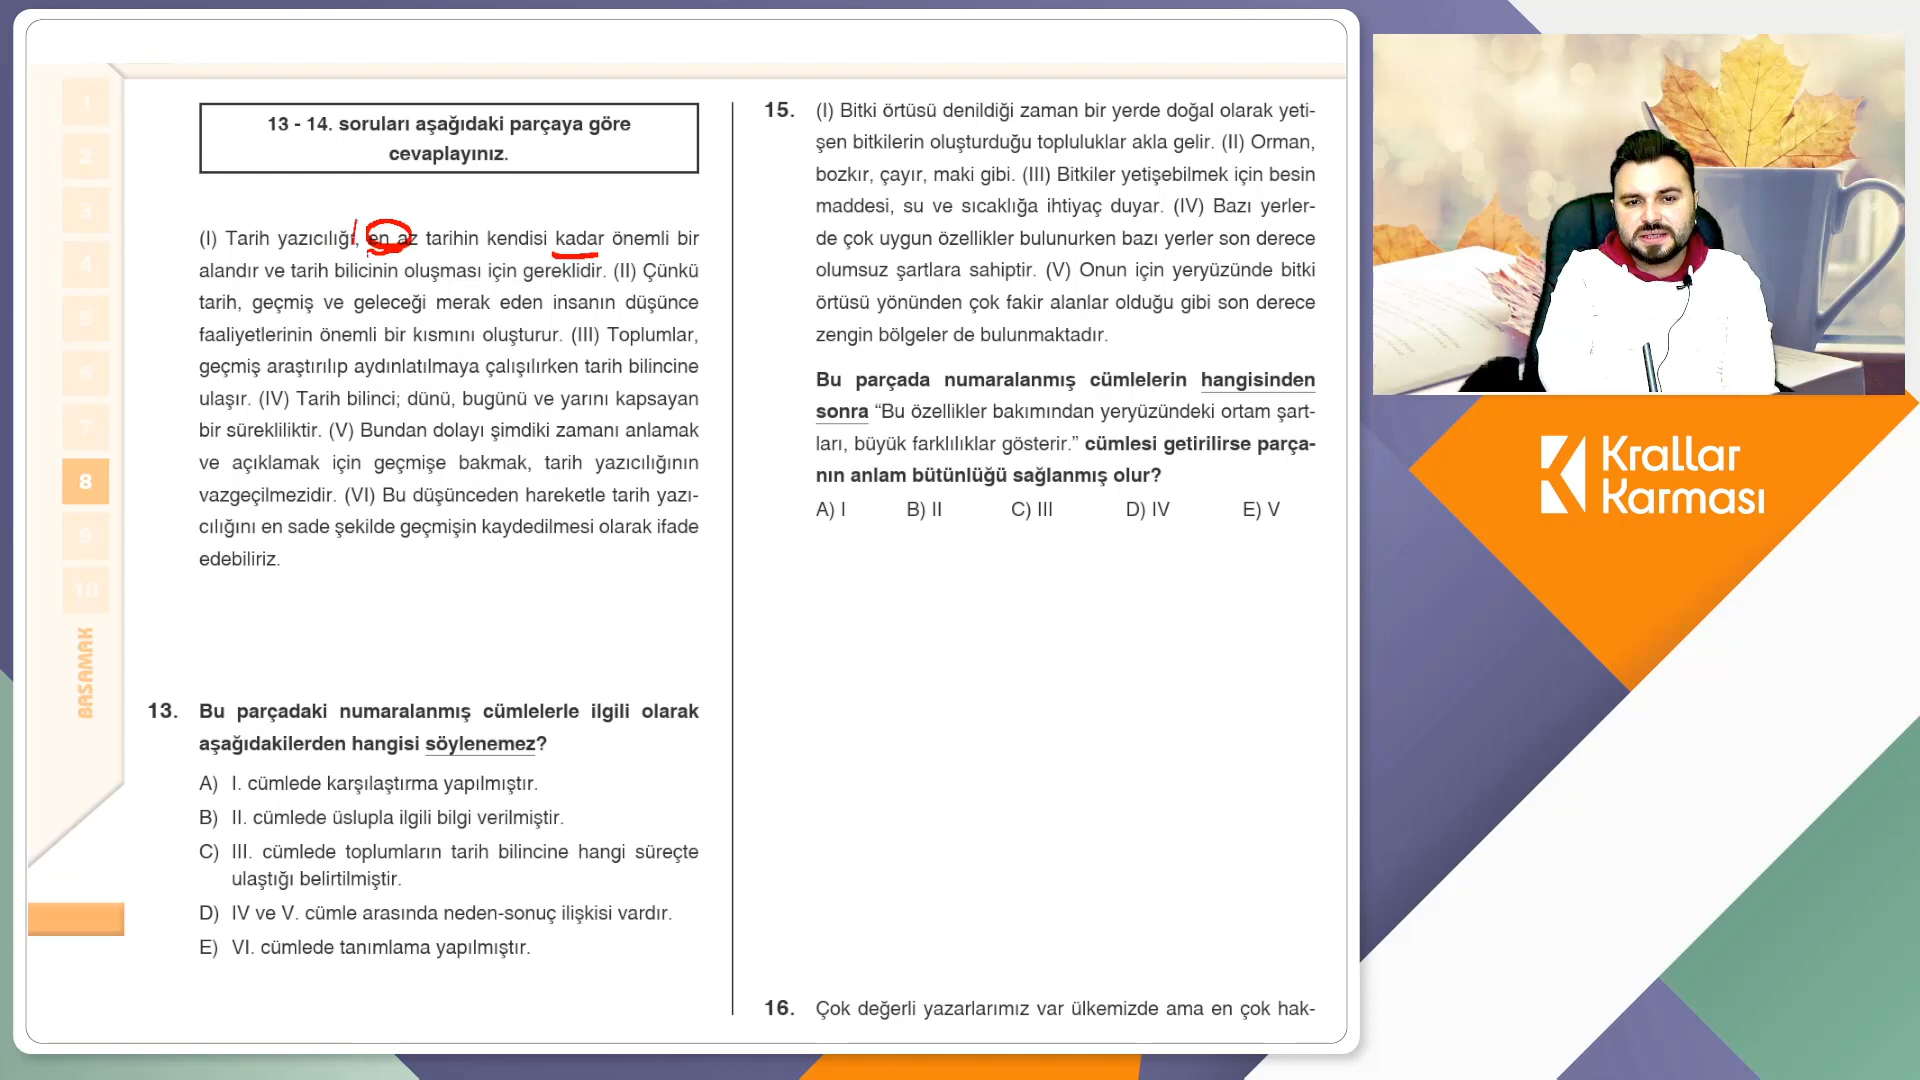 1
2
3
4
5
6
7
8
9
10
BASAMAK
13 - 14. soruları aşağıdaki parçaya göre
cevaplayınız.
(I) Tarih yazıcılığı, en az tarihin kendisi kadar önemli bir
alandır ve tarih bilicinin oluşması için gereklidir. (II) Çünkü
tarih, geçmiş ve geleceği merak eden insanın düşünce
faaliyetlerinin önemli bir kısmını oluşturur. (III) Toplumlar,
geçmiş araştırılıp aydınlatılmaya çalışılırken tarih bilincine
ulaşır. (IV) Tarih bilinci; dünü, bugünü ve yarını kapsayan
bir sürekliliktir. (V) Bundan dolayı şimdiki zamanı anlamak
ve açıklamak için geçmişe bakmak, tarih yazıcılığının
vazgeçilmezidir. (VI) Bu düşünceden hareketle tarih yazı-
cılığını en sade şekilde geçmişin kaydedilmesi olarak ifade
edebiliriz.
13. Bu parçadaki numaralanmış cümlelerle ilgili olarak
aşağıdakilerden hangisi söylenemez?
A) I. cümlede karşılaştırma yapılmıştır.
B) II. cümlede üslupla ilgili bilgi verilmiştir.
C) III. cümlede toplumların tarih bilincine hangi süreçte
ulaştığı belirtilmiştir.
D) IV ve V. cümle arasında neden-sonuç ilişkisi vardır.
E) VI. cümlede tanımlama yapılmıştır.
15. (I) Bitki örtüsü denildiği zaman bir yerde doğal olarak yeti-
şen bitkilerin oluşturduğu topluluklar akla gelir. (II) Orman,
bozkır, çayır, maki gibi. (III) Bitkiler yetişebilmek için besin
maddesi, su ve sıcaklığa ihtiyaç duyar. (IV) Bazı yerler-
de çok uygun özellikler bulunurken bazı yerler son derece
olumsuz şartlara sahiptir. (V) Onun için yeryüzünde bitki
örtüsü yönünden çok fakir alanlar olduğu gibi son derece
zengin bölgeler de bulunmaktadır.
Bu parçada numaralanmış cümlelerin hangisinden
sonra “Bu özellikler bakımından yeryüzündeki ortam şart-
ları, büyük farklılıklar gösterir.” cümlesi getirilirse parça-
nın anlam bütünlüğü sağlanmış olur?
A) I B) II C) III D) IV E) V
16. Çok değerli yazarlarımız var ülkemizde ama en çok hak-
Krallar
Karması